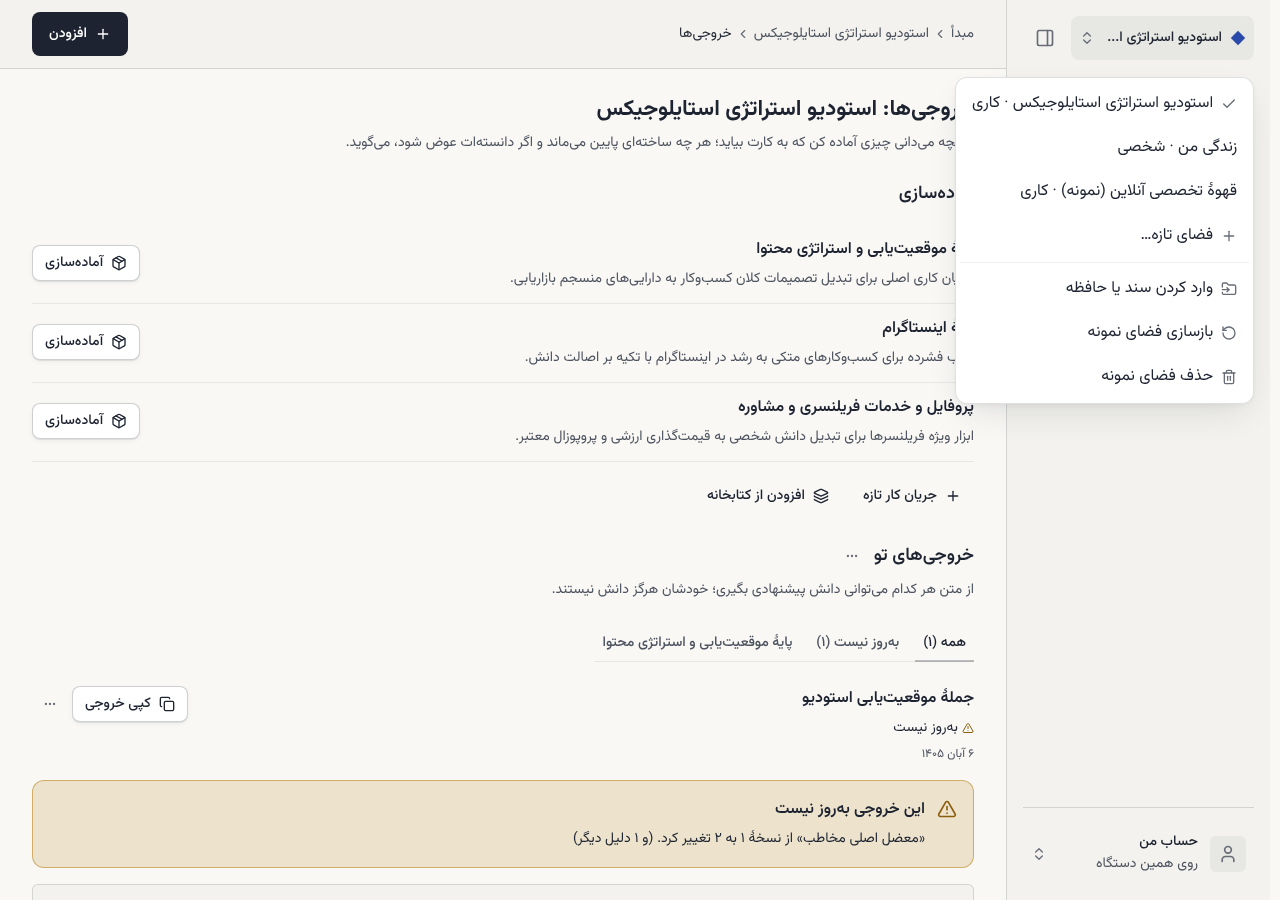 استودیو استراتژی ا...
مبدأ › استودیو استراتژی استایلوجیکس › خروجی‌ها
افزودن
استودیو استراتژی استایلوجیکس · کاری
زندگی من · شخصی
قهوهٔ تخصصی آنلاین (نمونه) · کاری
فضای تازه...
وارد کردن سند یا حافظه
بازسازی فضای نمونه
حذف فضای نمونه
استودیو استراتژی استایلوجیکس
می‌دانی چیزی آماده کن که به کارت بیاید؛ هر چه ساخته‌ای پایین می‌ماند و اگر دانسته‌ات عوض شود، می‌گوید.
موقعیت‌یابی و استراتژی محتوا
کاری اصلی برای تبدیل تصمیمات کلان کسب‌وکار به دارایی‌های منسجم بازاریابی.
آماده‌سازی
اینستاگرام
فشرده برای کسب‌وکارهای متکی به رشد در اینستاگرام با تکیه بر اصالت دانش.
آماده‌سازی
پروفایل و خدمات فریلنسری و مشاوره
ابزار ویژه فریلنسرها برای تبدیل دانش شخصی به قیمت‌گذاری ارزشی و پروپوزال معتبر.
آماده‌سازی
جریان کار تازه
افزودن از کتابخانه
خروجی‌های تو ...
از متن هر کدام می‌توانی دانش پیشنهادی بگیری؛ خودشان هرگز دانش نیستند.
همه (۱) به‌روز نیست (۱) پایهٔ موقعیت‌یابی و استراتژی محتوا
جملهٔ موقعیت‌یابی استودیو
به‌روز نیست
۶ آبان ۱۴۰۵
کپی خروجی ...
این خروجی به‌روز نیست
«معضل اصلی مخاطب» از نسخهٔ ۱ به ۲ تغییر کرد. (و ۱ دلیل دیگر)
حساب من
روی همین دستگاه